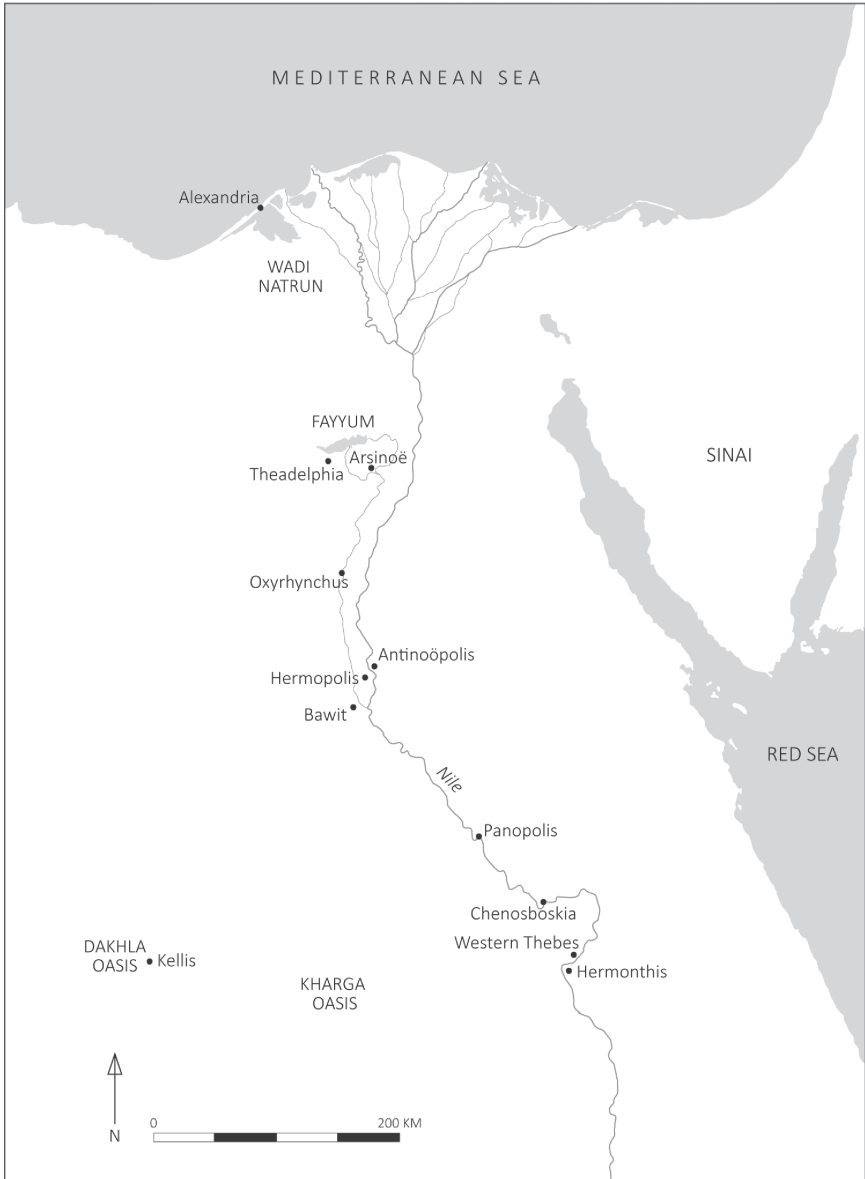 MEDITERRANEAN SEA
Alexandria
WADI
NATRUN
FAYYUM
Arsinoë
Theadelphia
SINAI
Oxyrhynchus
Antinoöpolis
Hermopolis
Bawit
RED SEA
Nile
Panopolis
Chenosboskia
Western Thebes
DAKHLA
OASIS
Kellis
Hermonthis
KHARGA
OASIS
N
0
200 KM